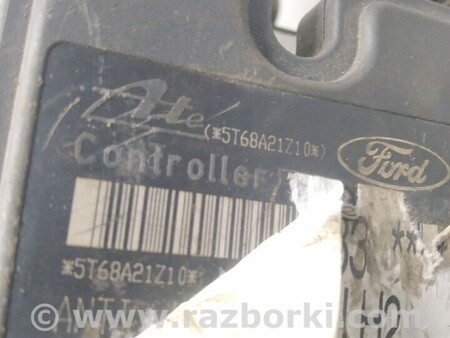 Ate (*5T68A21Z10*)
Ford
Controller
*5T68A21Z10*
© www.razborki.com